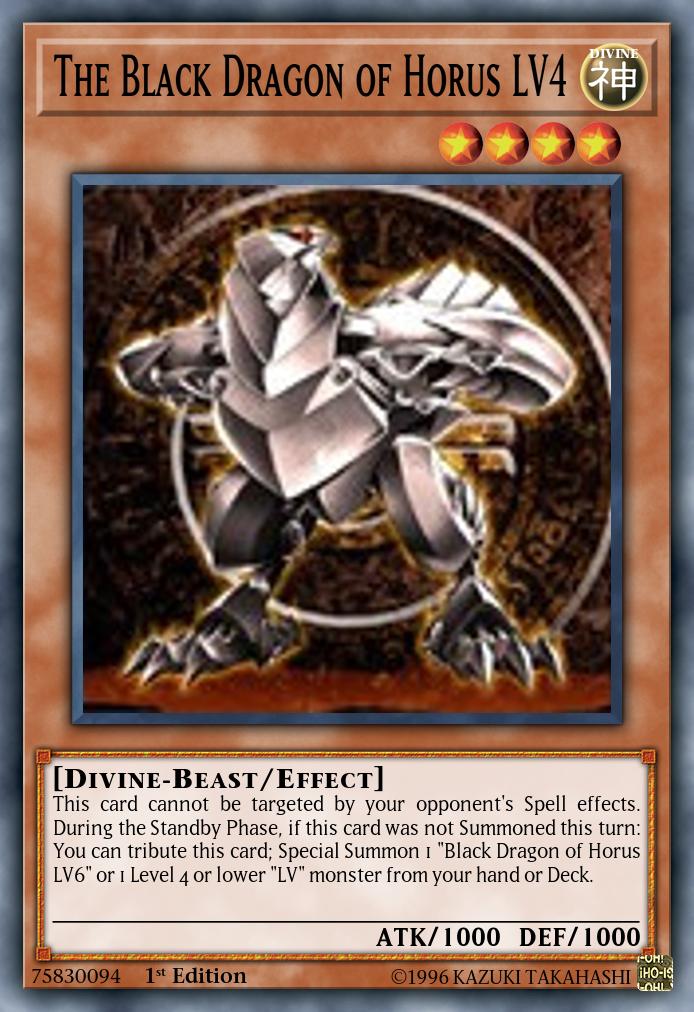 The Black Dragon of Horus LV4
DIVINE
神
[Divine-Beast/Effect]
This card cannot be targeted by your opponent's Spell effects.
During the Standby Phase, if this card was not Summoned this turn:
You can tribute this card; Special Summon 1 "Black Dragon of Horus
LV6" or 1 Level 4 or lower "LV" monster from your hand or Deck.
ATK/1000 DEF/1000
75830094 1st Edition ©1996 KAZUKI TAKAHASHI